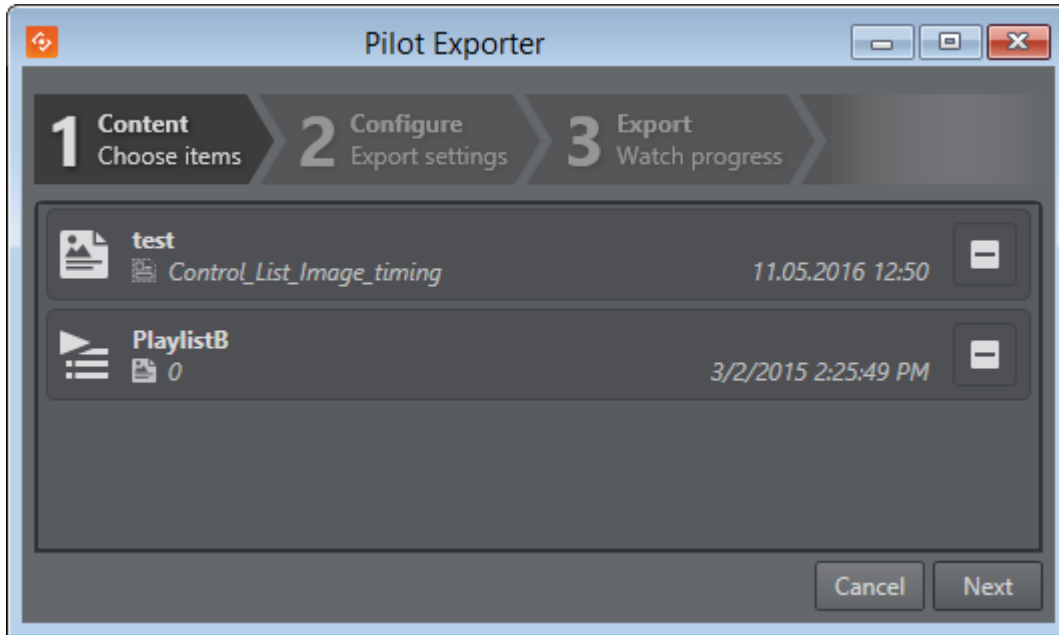 Pilot Exporter
1 Content
Choose items
2 Configure
Export settings
3 Export
Watch progress
test
Control_List_Image_timing 11.05.2016 12:50
PlaylistB
0 3/2/2015 2:25:49 PM
Cancel Next